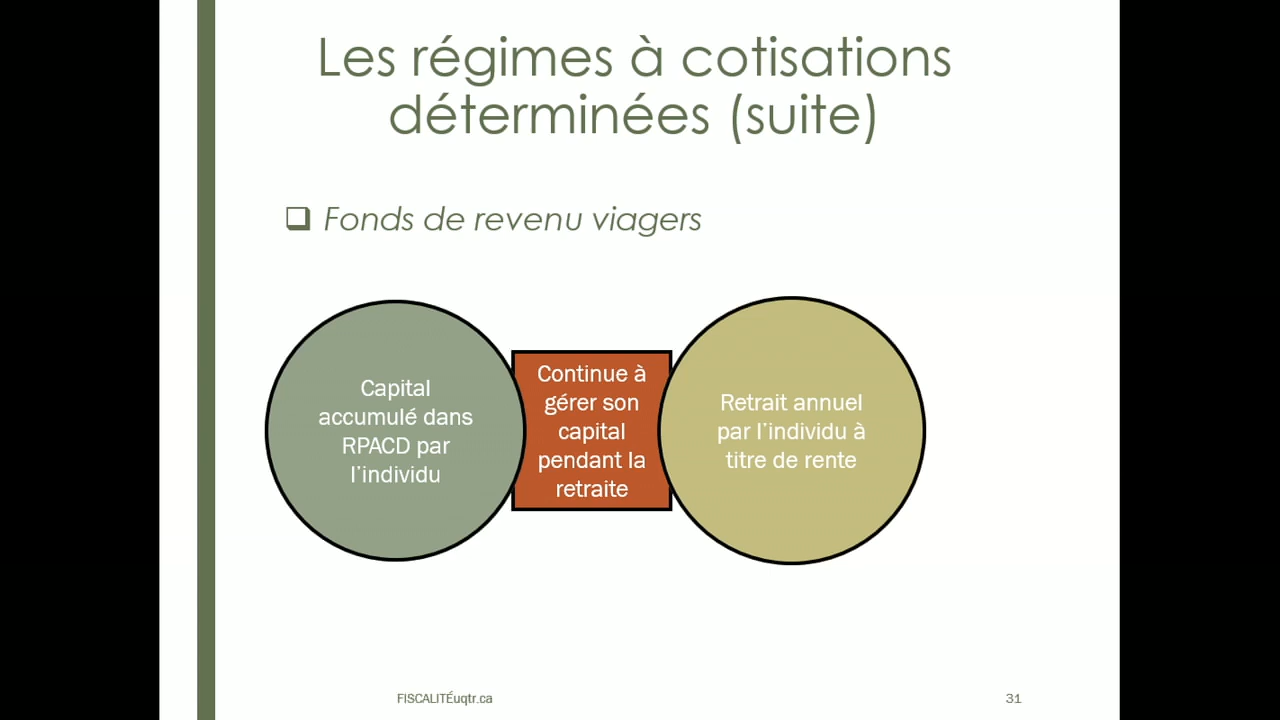 Les régimes à cotisations
déterminées (suite)
Fonds de revenu viagers
Capital
accumulé dans
RPACD par
l'individu
Continue à
gérer son
capital
pendant la
retraite
Retrait annuel
par l'individu à
titre de rente
FISCALITÉuqtr.ca
31